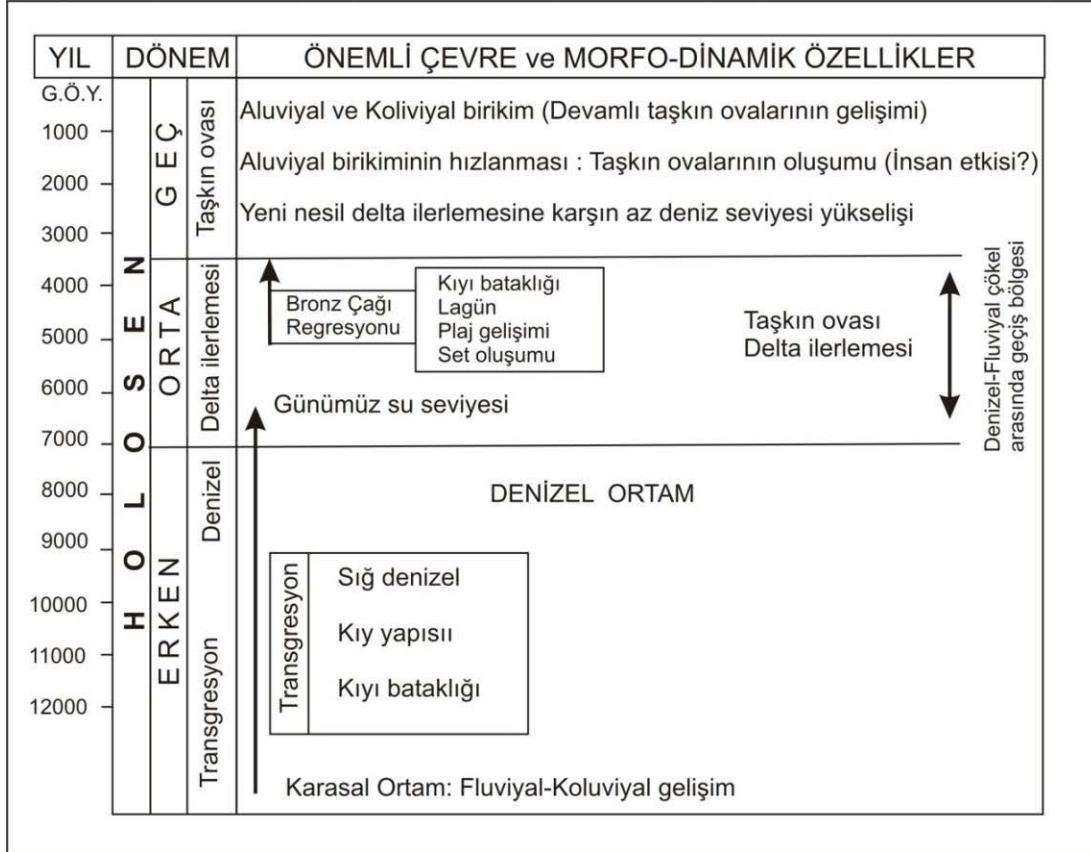 YIL DÖNEM ÖNEMLİ ÇEVRE ve MORFO-DİNAMİK ÖZELLİKLER
G.Ö.Y.
1000
2000
3000
4000
5000
6000
7000
8000
9000
10000
11000
12000
HOLOSEN
GEÇ
ORTA
ERKEN
Taşkın ovası
Delta ilerlemesi
Denizel
Transgresyon
Aluviyal ve Koliviyal birikim (Devamlı taşkın ovalarının gelişimi)
Aluviyal birikiminin hızlanması : Taşkın ovalarının oluşumu (İnsan etkisi?)
Yeni nesil delta ilerlemesine karşın az deniz seviyesi yükselişi
Bronz Çağı
Regresyonu
Kıyı bataklığı
Lagün
Plaj gelişimi
Set oluşumu
Taşkın ovası
Delta ilerlemesi
Denizel-Fluviyal çökel
arasında geçiş bölgesi
Günümüz su seviyesi
DENİZEL ORTAM
Transgresyon
Sığ denizel
Kıy yapısıı
Kıyı bataklığı
Karasal Ortam: Fluviyal-Koluviyal gelişim